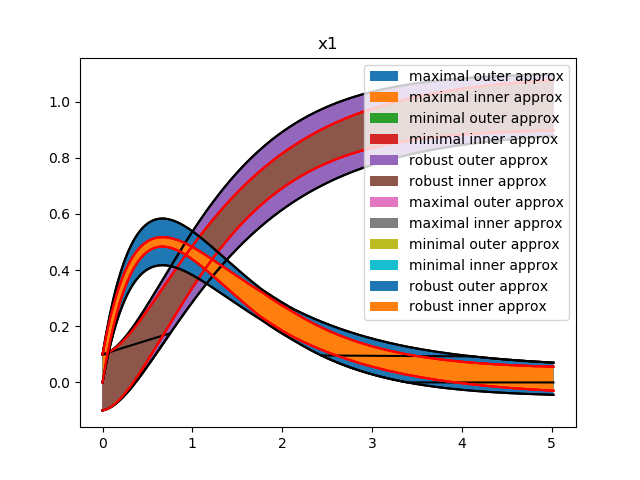 x1
maximal outer approx
maximal inner approx
minimal outer approx
minimal inner approx
robust outer approx
robust inner approx
maximal outer approx
maximal inner approx
minimal outer approx
minimal inner approx
robust outer approx
robust inner approx
1.0
0.8
0.6
0.4
0.2
0.0
0 1 2 3 4 5